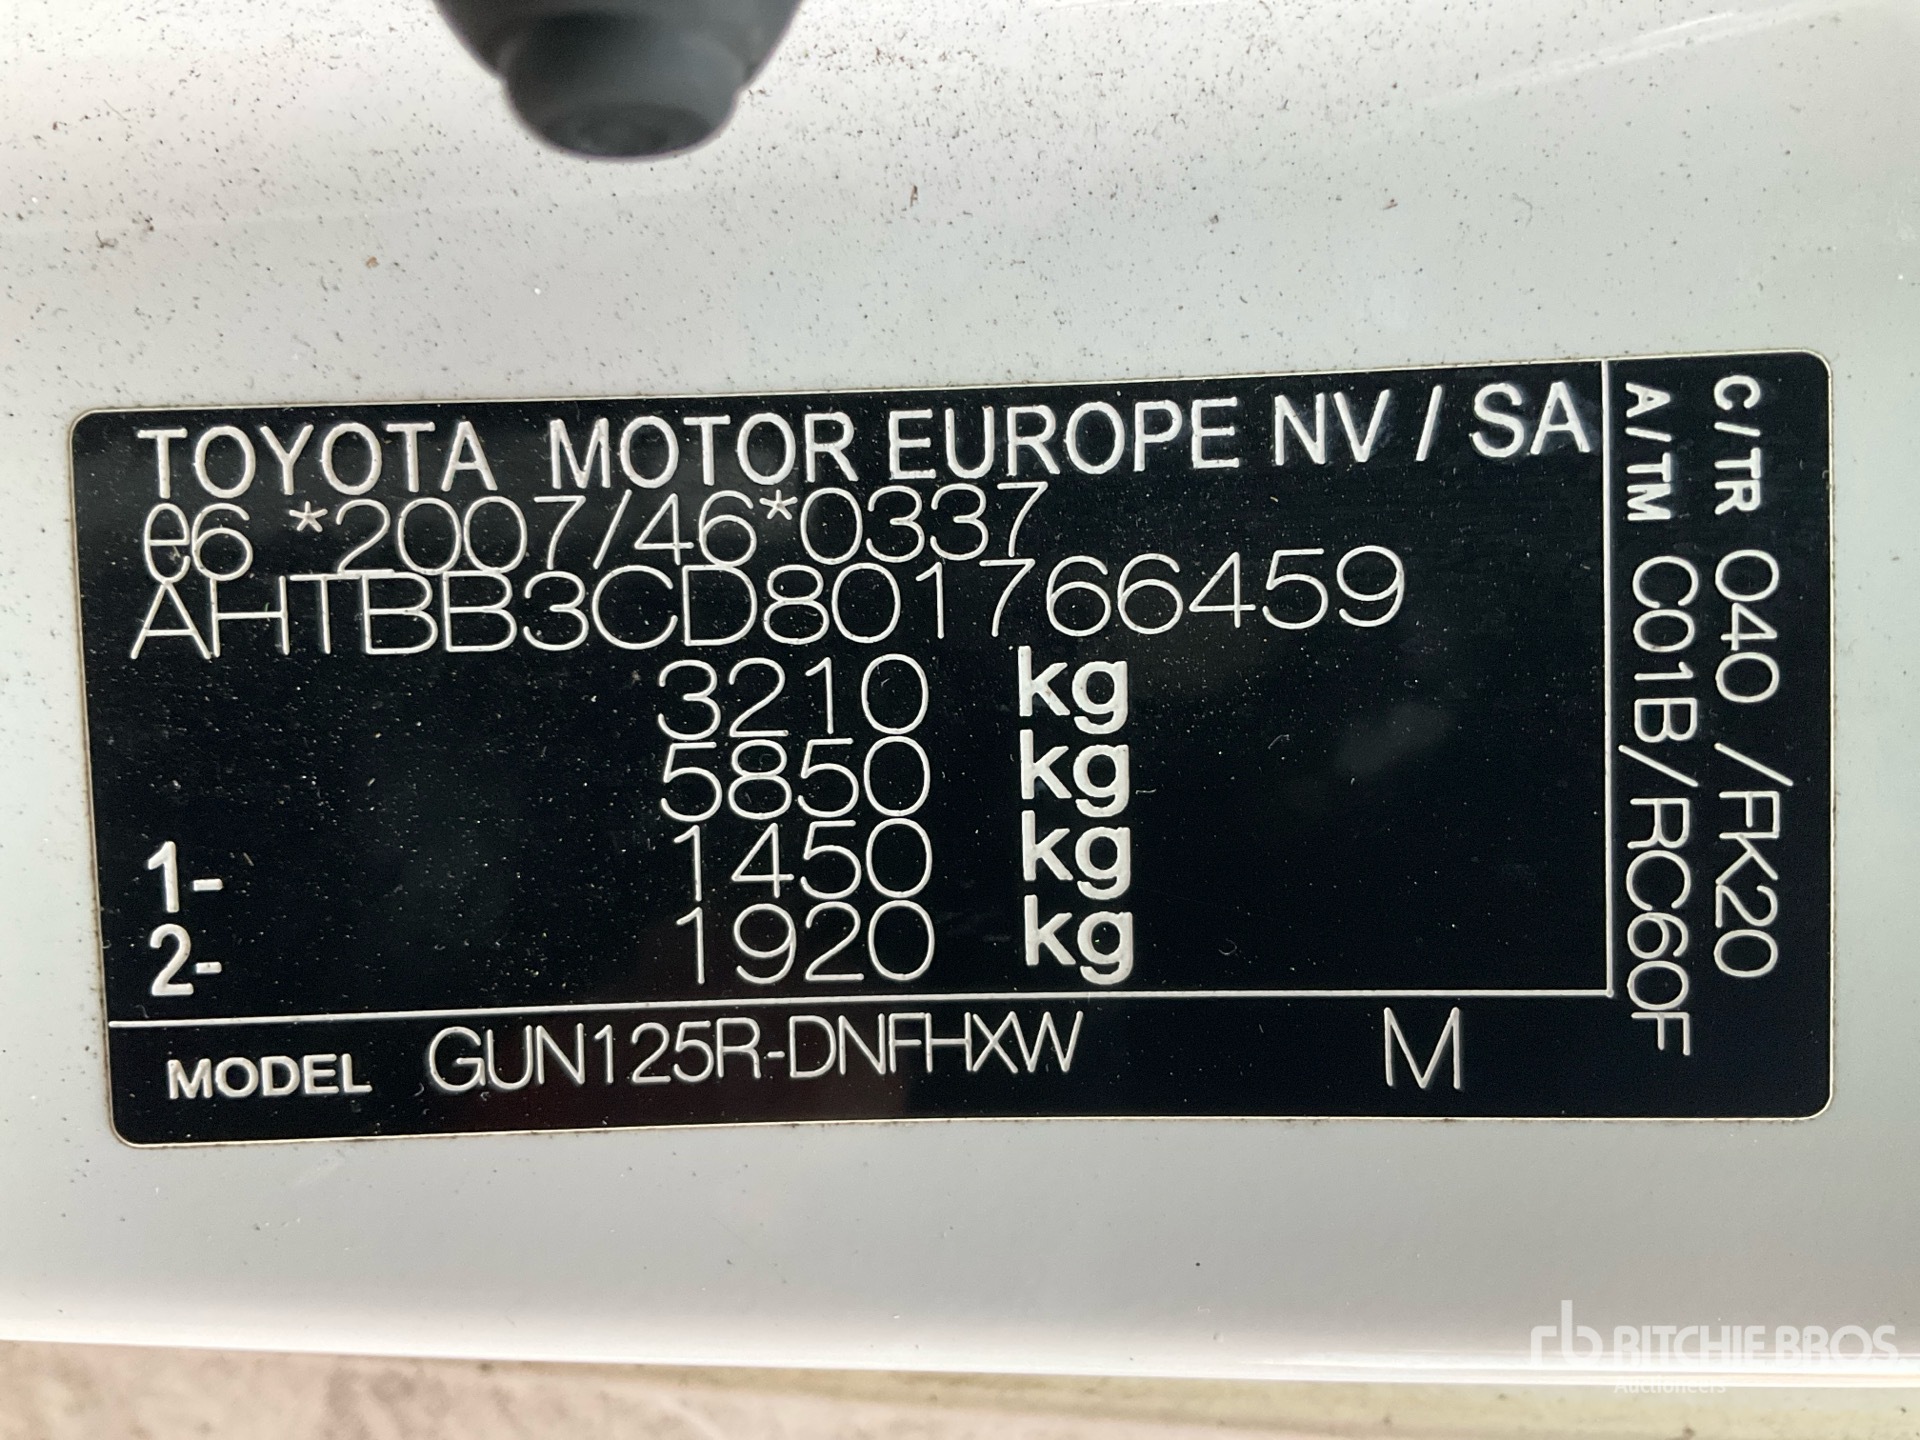 TOYOTA MOTOR EUROPE NV / SA
e6 *2007/46*0337
AHTBB3CD801766459
3210 kg
5850 kg
1- 1450 kg
2- 1920 kg
MODEL GUN125R-DNFHXW M
C/TR 040 /FK20
A/TM C01B/RC60F
rb RITCHIE BROS.
Auctioneers